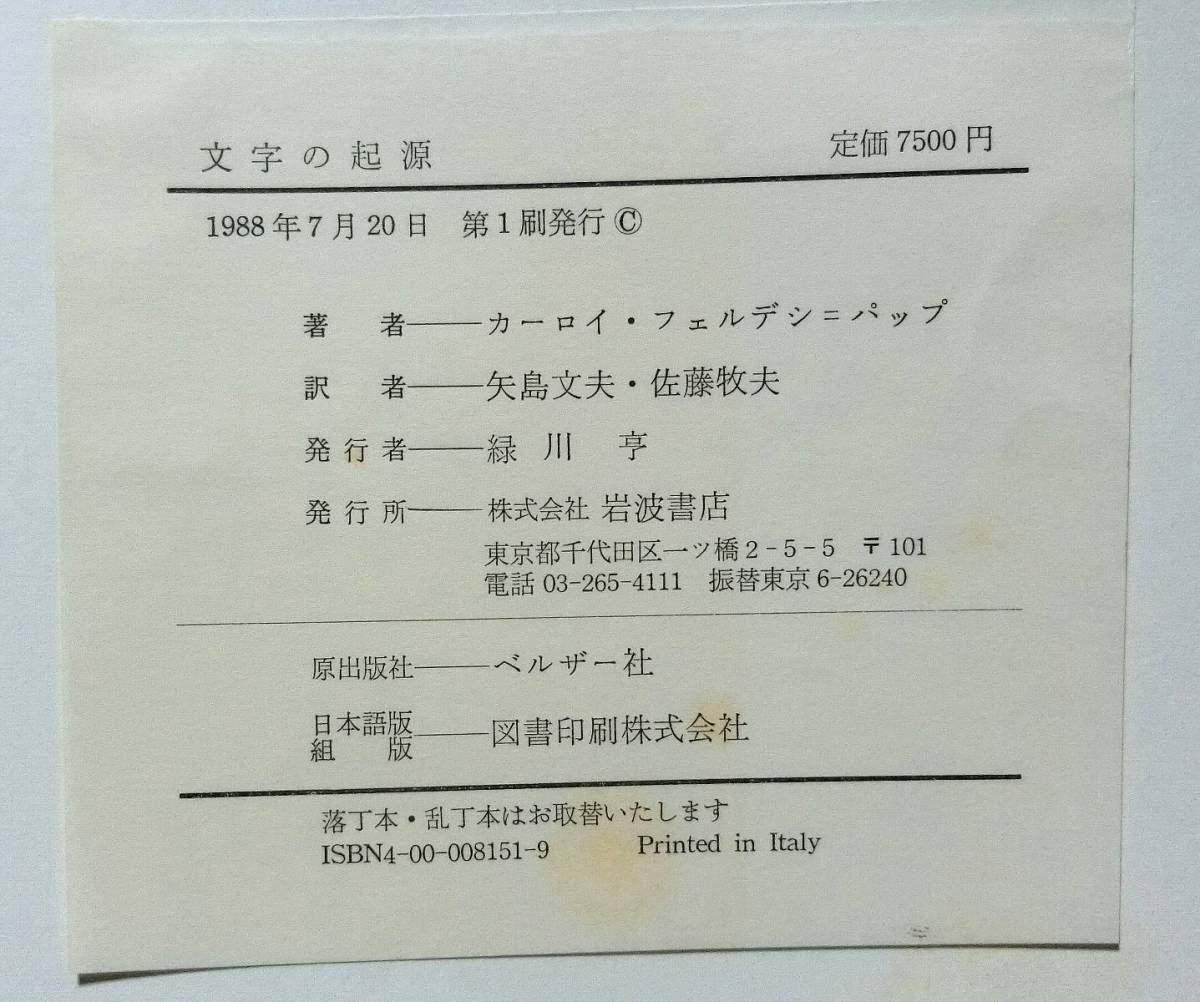 文字の起源 定価7500円
1988年7月20日 第1刷発行©
著者――カーロイ・フェルデシ=パップ
訳者――矢島文夫・佐藤牧夫
発行者――緑川亨
発行所――株式会社 岩波書店
東京都千代田区一ツ橋2-5-5 〒101
電話03-265-4111 振替東京6-26240
原出版社――ベルザー社
日本語版
組版――図書印刷株式会社
落丁本・乱丁本はお取替いたします
ISBN4-00-008151-9 Printed in Italy